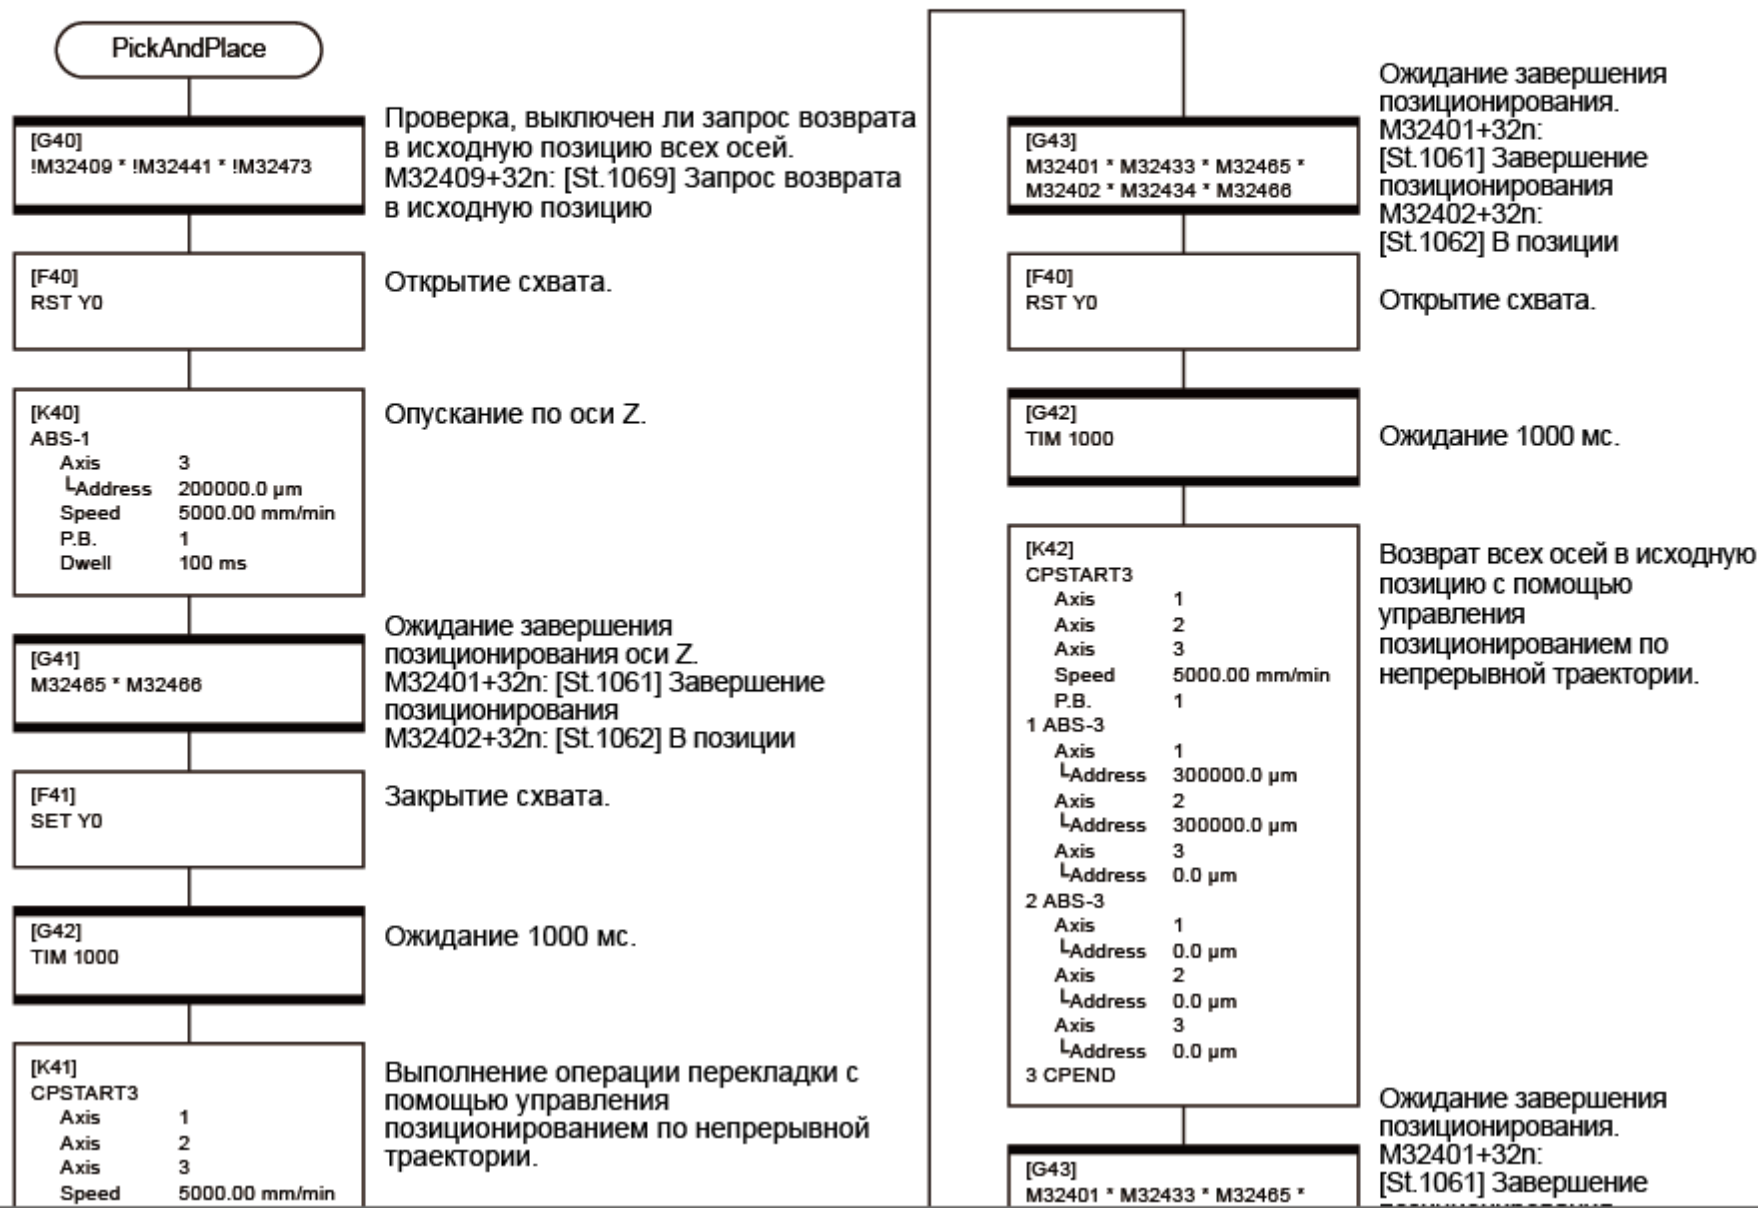 PickAndPlace
[G40]
!M32409 * !M32441 * !M32473
Проверка, выключен ли запрос возврата
в исходную позицию всех осей.
M32409+32n: [St.1069] Запрос возврата
в исходную позицию
[F40]
RST Y0
Открытие схвата.
[K40]
ABS-1
Axis 3
└Address 200000.0 µm
Speed 5000.00 mm/min
P.B. 1
Dwell 100 ms
Опускание по оси Z.
[G41]
M32465 * M32466
Ожидание завершения
позиционирования оси Z.
M32401+32n: [St.1061] Завершение
позиционирования
M32402+32n: [St.1062] В позиции
[F41]
SET Y0
Закрытие схвата.
[G42]
TIM 1000
Ожидание 1000 мс.
[K41]
CPSTART3
Axis 1
Axis 2
Axis 3
Speed 5000.00 mm/min
Выполнение операции перекладки с
помощью управления
позиционированием по непрерывной
траектории.
[G43]
M32401 * M32433 * M32465 *
M32402 * M32434 * M32466
Ожидание завершения
позиционирования.
M32401+32n:
[St.1061] Завершение
позиционирования
M32402+32n:
[St.1062] В позиции
[F40]
RST Y0
Открытие схвата.
[G42]
TIM 1000
Ожидание 1000 мс.
[K42]
CPSTART3
Axis 1
Axis 2
Axis 3
Speed 5000.00 mm/min
P.B. 1
1 ABS-3
Axis 1
└Address 300000.0 µm
Axis 2
└Address 300000.0 µm
Axis 3
└Address 0.0 µm
2 ABS-3
Axis 1
└Address 0.0 µm
Axis 2
└Address 0.0 µm
Axis 3
└Address 0.0 µm
3 CPEND
Возврат всех осей в исходную
позицию с помощью
управления
позиционированием по
непрерывной траектории.
[G43]
M32401 * M32433 * M32465 *
Ожидание завершения
позиционирования.
M32401+32n:
[St.1061] Завершение